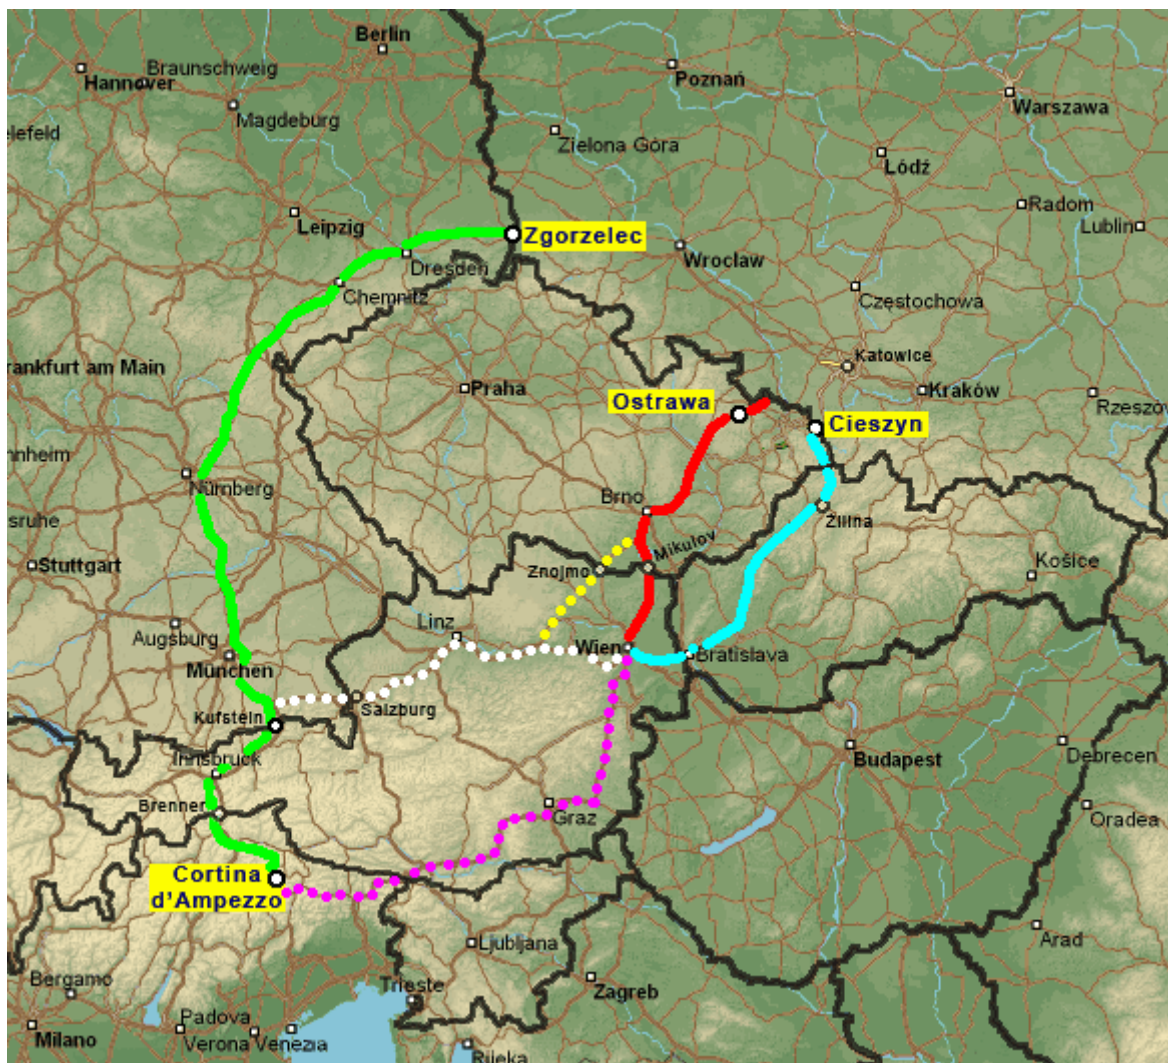 Berlin
Poznań
Hannover
Braunschweig
Warszawa
Magdeburg
elefeld
Zielona Góra
Łódź
Radom
Leipzig
Lublin
Zgorzelec
Wrocław
Dresden
Częstochowa
Chemnitz
Katowice
rankfurt am Main
Praha
Kraków
Ostrawa
Rzeszó
Cieszyn
nnheim
Nürnberg
Brno
Žilina
sruhe
Mikulov
Stuttgart
Znojmo
Košice
Linz
Augsburg
Wien
Bratislava
München
Salzburg
Kufstein
Innsbruck
Budapest
Debrecen
Brenner
Graz
Oradea
Cortina
d'Ampezzo
Ljubljana
Arad
Bergamo
Trieste
Zagreb
Padova
Milano
Verona
Venezia
Rijeka